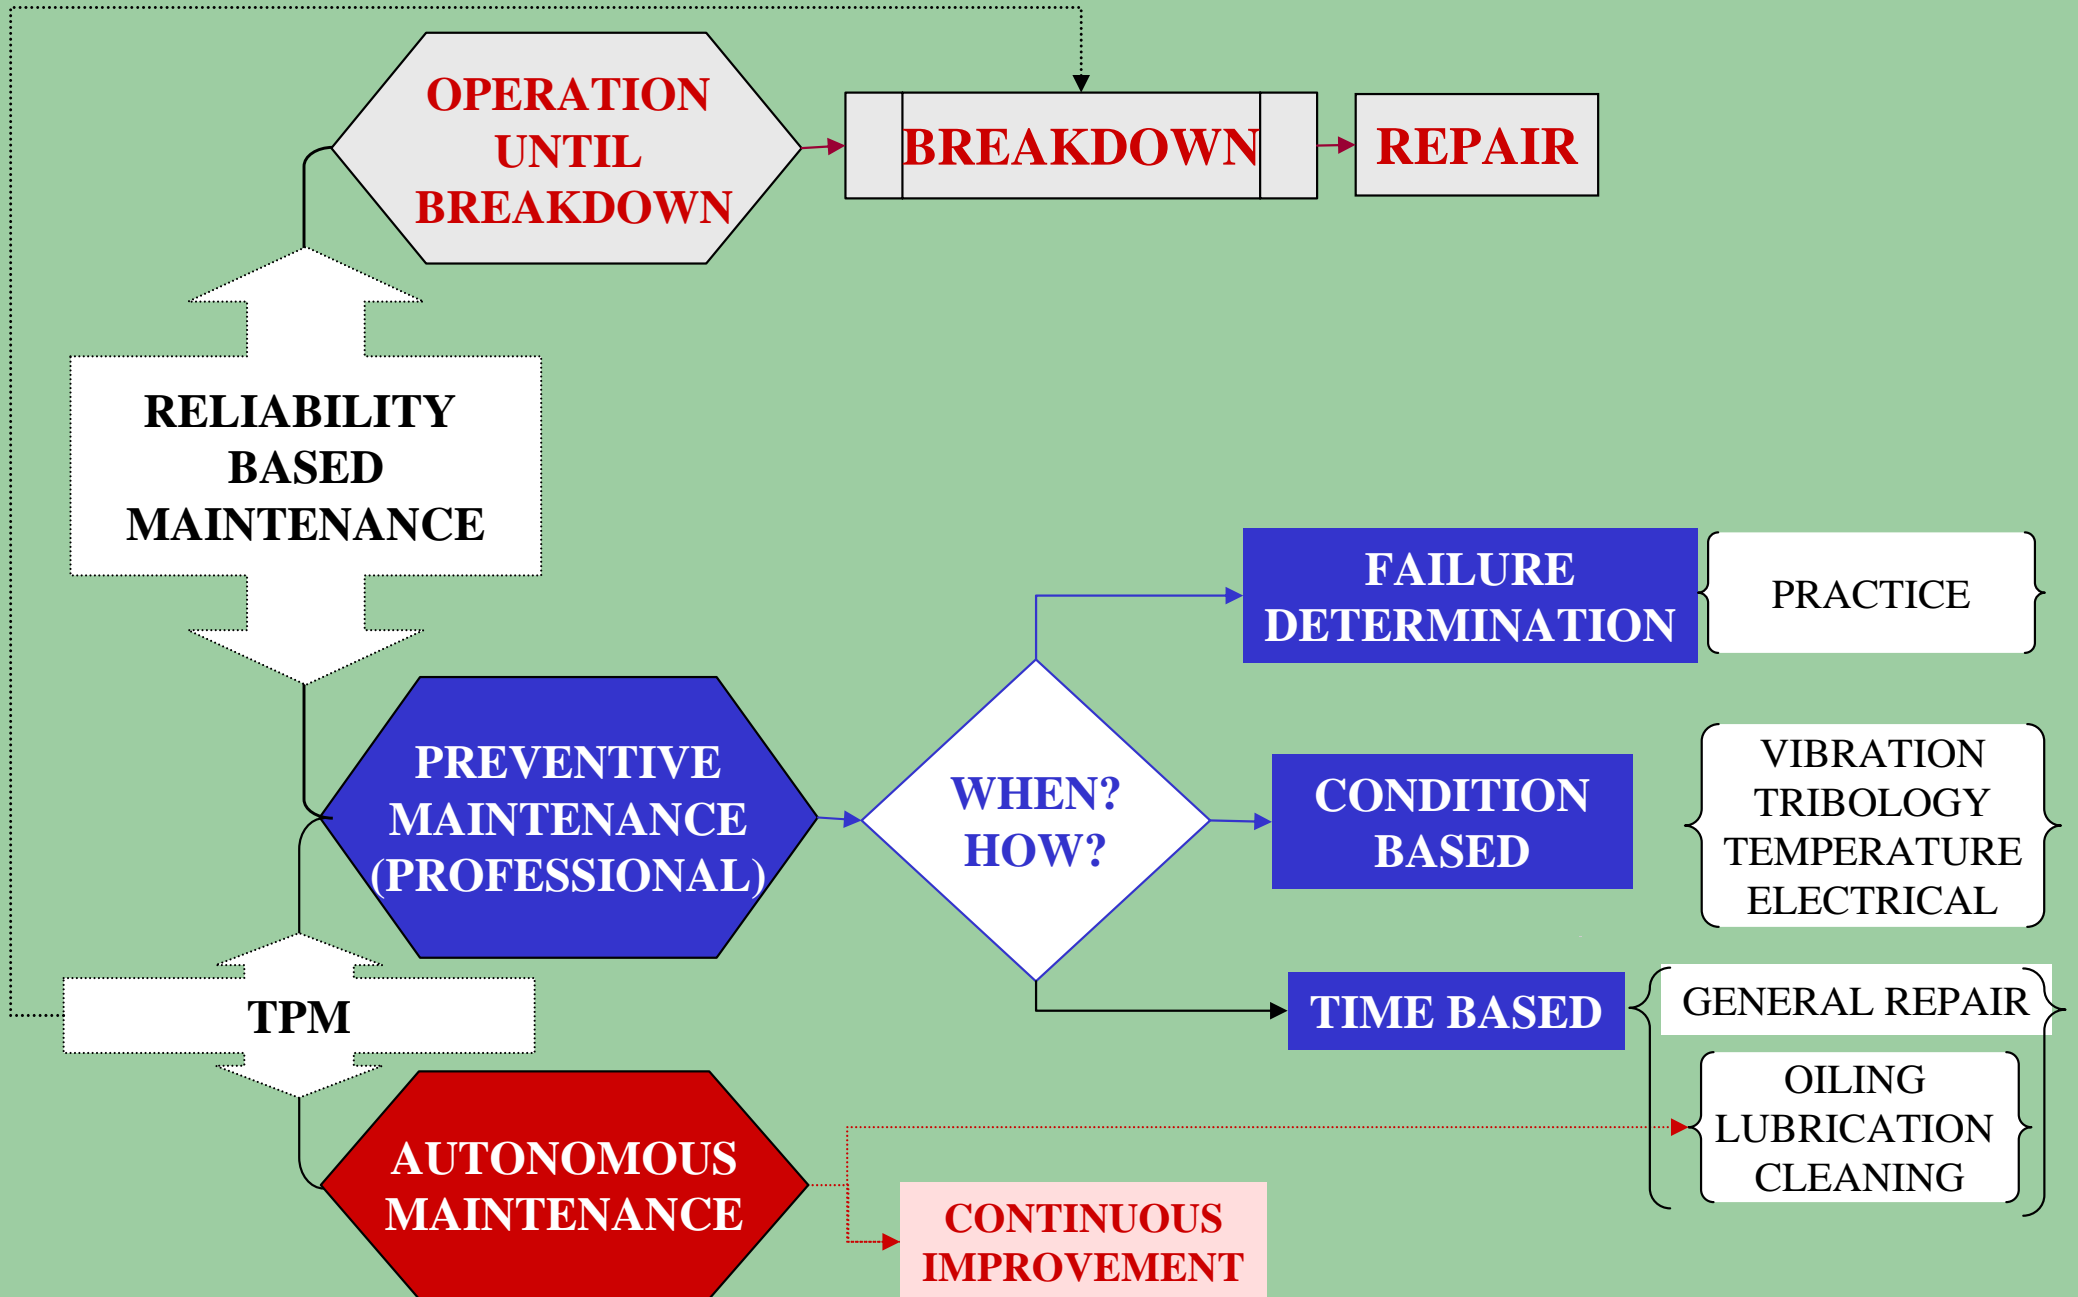 OPERATION
UNTIL
BREAKDOWN
BREAKDOWN
REPAIR
RELIABILITY
BASED
MAINTENANCE
FAILURE
DETERMINATION
PRACTICE
PREVENTIVE
MAINTENANCE
(PROFESSIONAL)
WHEN?
HOW?
CONDITION
BASED
VIBRATION
TRIBOLOGY
TEMPERATURE
ELECTRICAL
TPM
TIME BASED
GENERAL REPAIR
OILING
LUBRICATION
CLEANING
AUTONOMOUS
MAINTENANCE
CONTINUOUS
IMPROVEMENT